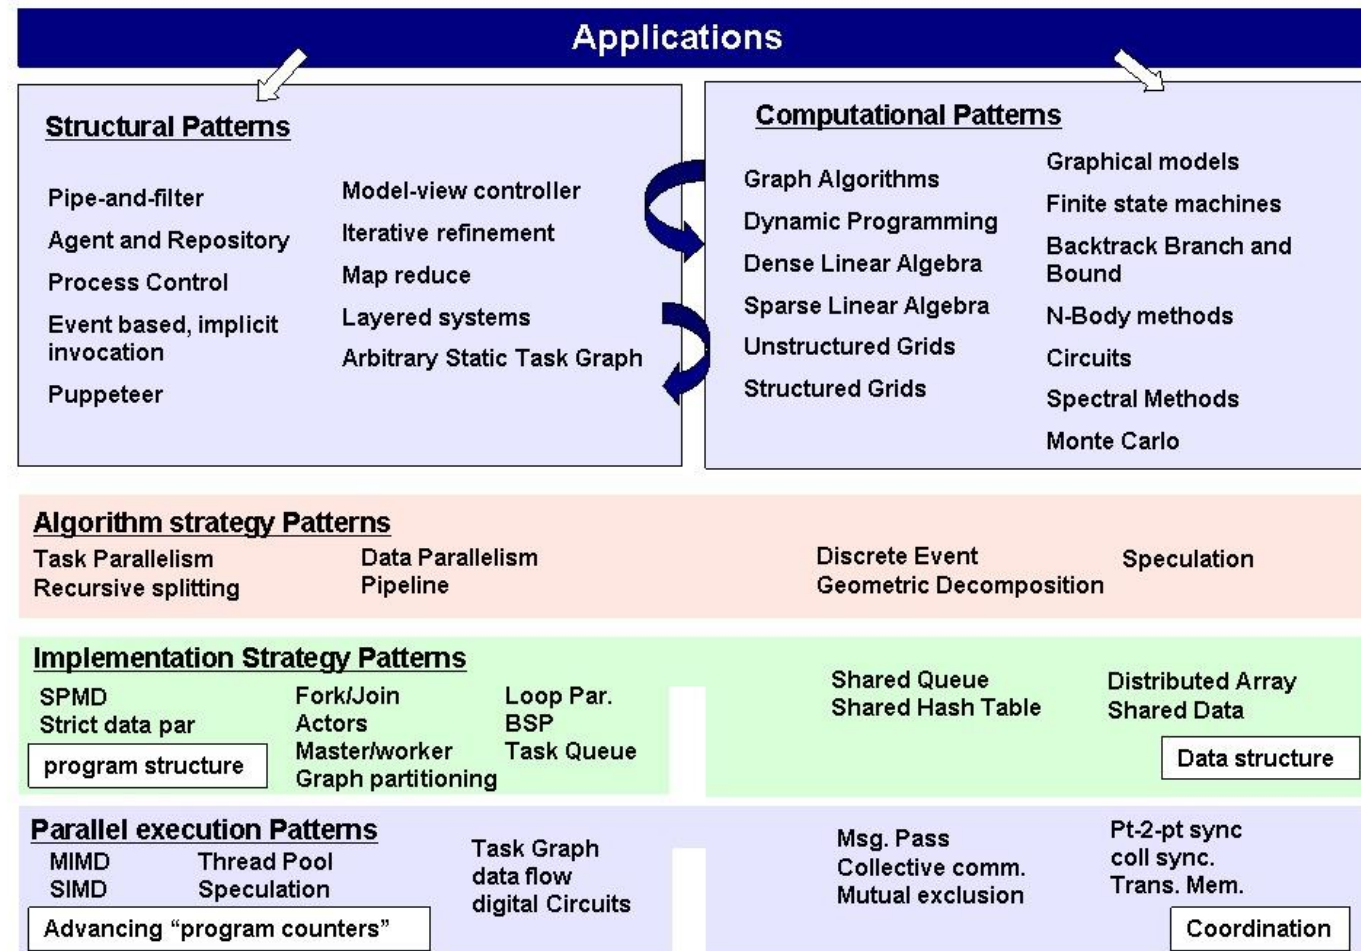 Applications
Structural Patterns
Pipe-and-filter
Agent and Repository
Process Control
Event based, implicit
invocation
Puppeteer
Model-view controller
Iterative refinement
Map reduce
Layered systems
Arbitrary Static Task Graph
Computational Patterns
Graph Algorithms
Dynamic Programming
Dense Linear Algebra
Sparse Linear Algebra
Unstructured Grids
Structured Grids
Graphical models
Finite state machines
Backtrack Branch and
Bound
N-Body methods
Circuits
Spectral Methods
Monte Carlo
Algorithm strategy Patterns
Task Parallelism
Recursive splitting
Data Parallelism
Pipeline
Discrete Event
Geometric Decomposition
Speculation
Implementation Strategy Patterns
SPMD
Strict data par
program structure
Fork/Join
Actors
Master/worker
Graph partitioning
Loop Par.
BSP
Task Queue
Shared Queue
Shared Hash Table
Distributed Array
Shared Data
Data structure
Parallel execution Patterns
MIMD
SIMD
Thread Pool
Speculation
Advancing “program counters”
Task Graph
data flow
digital Circuits
Msg. Pass
Collective comm.
Mutual exclusion
Pt-2-pt sync
coll sync.
Trans. Mem.
Coordination